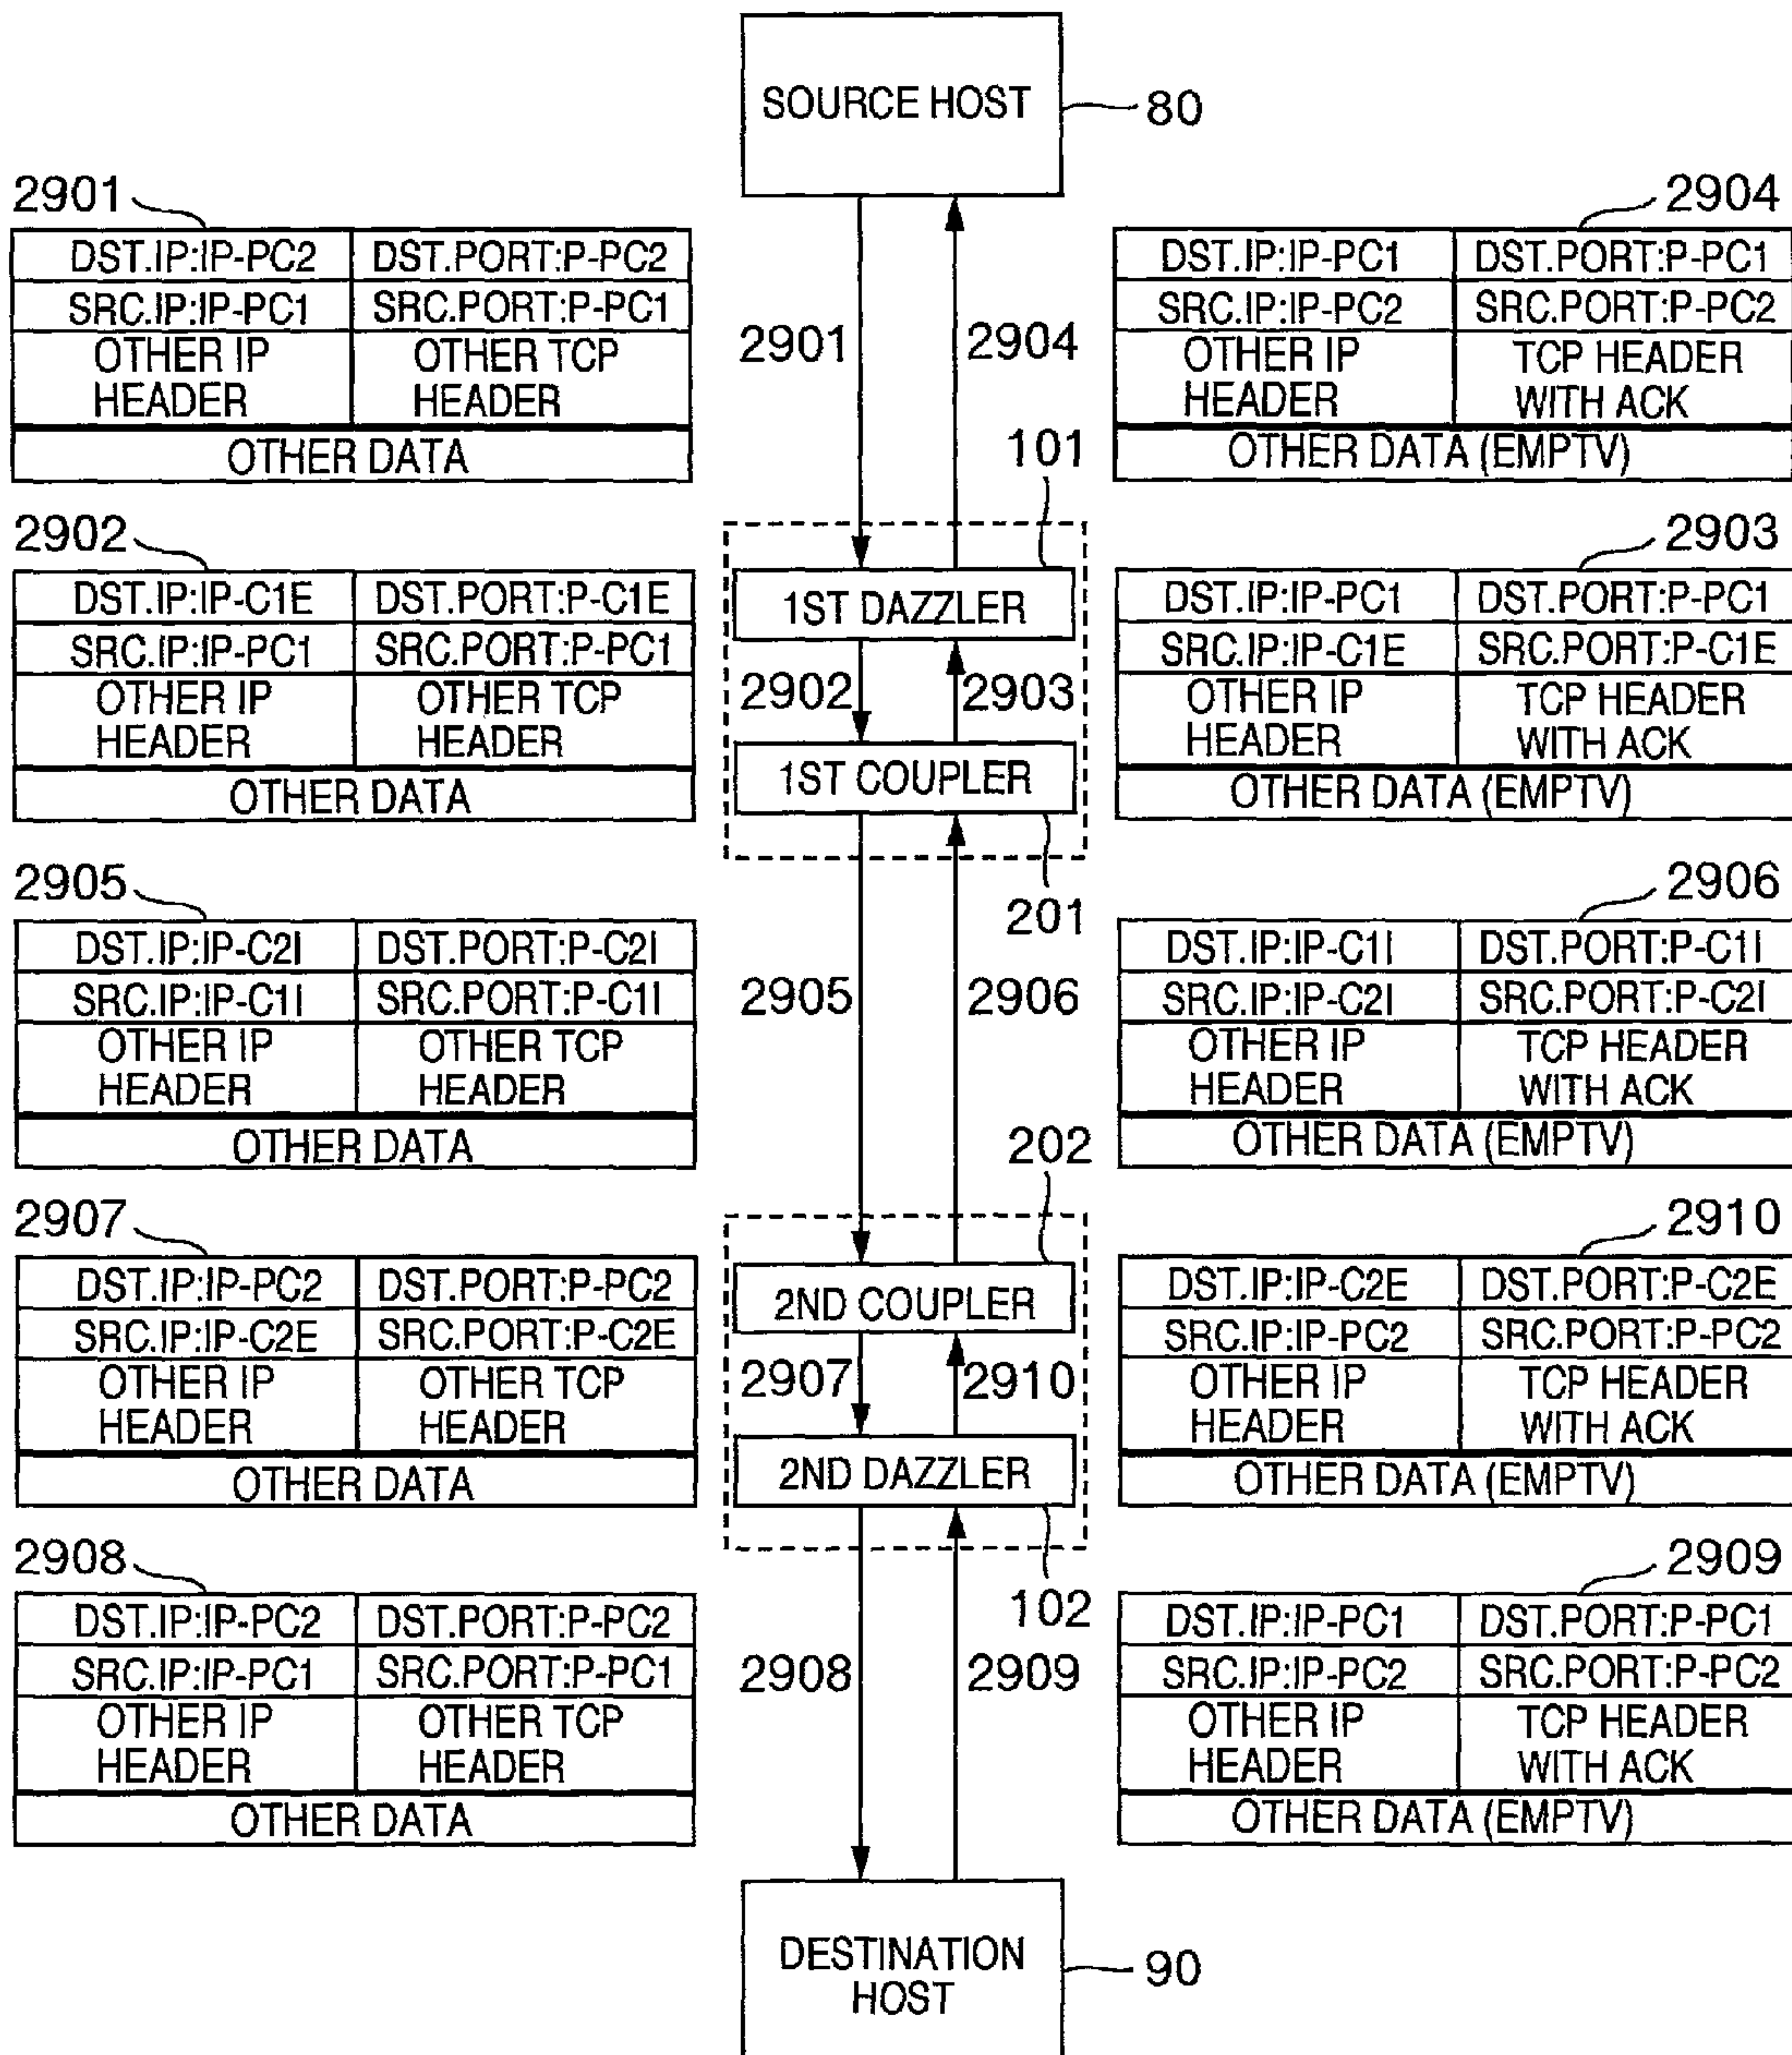 SOURCE HOST
80
2901
DST.IP:IP-PC2 DST.PORT:P-PC2
SRC.IP:IP-PC1 SRC.PORT:P-PC1
OTHER IP HEADER OTHER TCP HEADER
OTHER DATA
2901
2904
2904
DST.IP:IP-PC1 DST.PORT:P-PC1
SRC.IP:IP-PC2 SRC.PORT:P-PC2
OTHER IP HEADER TCP HEADER WITH ACK
OTHER DATA (EMPTV)
101
2902
DST.IP:IP-C1E DST.PORT:P-C1E
SRC.IP:IP-PC1 SRC.PORT:P-PC1
OTHER IP HEADER OTHER TCP HEADER
OTHER DATA
1ST DAZZLER
2902
2903
1ST COUPLER
2903
DST.IP:IP-PC1 DST.PORT:P-PC1
SRC.IP:IP-C1E SRC.PORT:P-C1E
OTHER IP HEADER TCP HEADER WITH ACK
OTHER DATA (EMPTV)
201
2905
DST.IP:IP-C2I DST.PORT:P-C2I
SRC.IP:IP-C1I SRC.PORT:P-C1I
OTHER IP HEADER OTHER TCP HEADER
OTHER DATA
2905
2906
2906
DST.IP:IP-C1I DST.PORT:P-C1I
SRC.IP:IP-C2I SRC.PORT:P-C2I
OTHER IP HEADER TCP HEADER WITH ACK
OTHER DATA (EMPTV)
202
2907
DST.IP:IP-PC2 DST.PORT:P-PC2
SRC.IP:IP-C2E SRC.PORT:P-C2E
OTHER IP HEADER OTHER TCP HEADER
OTHER DATA
2ND COUPLER
2907
2910
2ND DAZZLER
2910
DST.IP:IP-C2E DST.PORT:P-C2E
SRC.IP:IP-PC2 SRC.PORT:P-PC2
OTHER IP HEADER TCP HEADER WITH ACK
OTHER DATA (EMPTV)
102
2908
DST.IP:IP-PC2 DST.PORT:P-PC2
SRC.IP:IP-PC1 SRC.PORT:P-PC1
OTHER IP HEADER OTHER TCP HEADER
OTHER DATA
2908
2909
2909
DST.IP:IP-PC1 DST.PORT:P-PC1
SRC.IP:IP-PC2 SRC.PORT:P-PC2
OTHER IP HEADER TCP HEADER WITH ACK
OTHER DATA (EMPTV)
DESTINATION
HOST
90